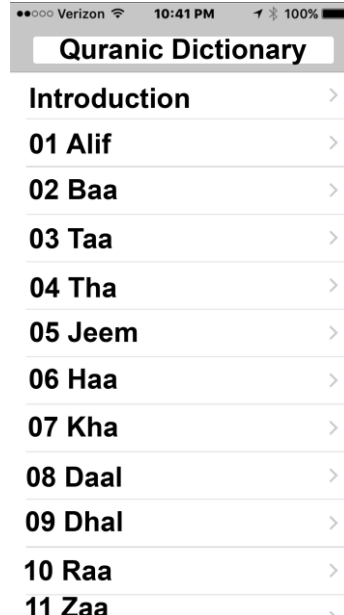 Verizon 10:41 PM 100%
Quranic Dictionary
Introduction
01 Alif
02 Baa
03 Taa
04 Tha
05 Jeem
06 Haa
07 Kha
08 Daal
09 Dhal
10 Raa
11 Zaa